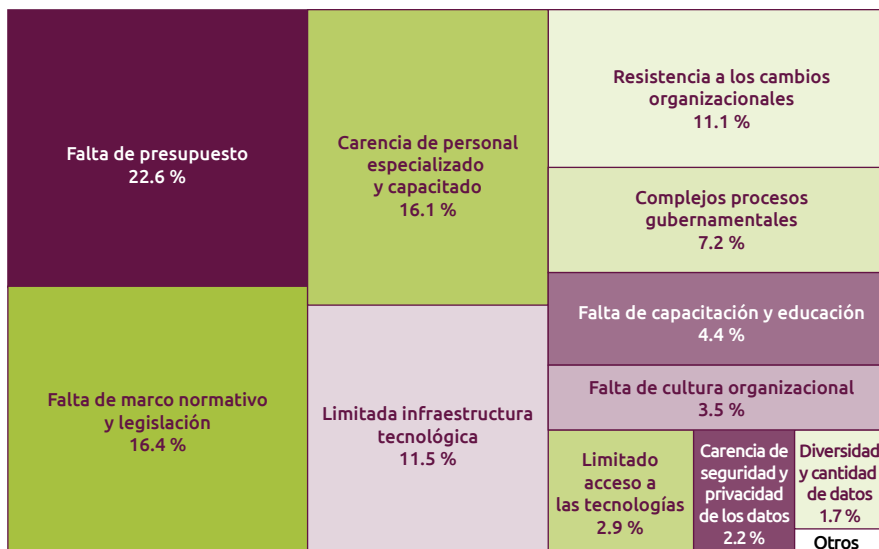 Falta de presupuesto
22.6 %
Falta de marco normativo
y legislación
16.4 %
Carencia de personal
especializado
y capacitado
16.1 %
Limitada infraestructura
tecnológica
11.5 %
Resistencia a los cambios
organizacionales
11.1 %
Complejos procesos
gubernamentales
7.2 %
Falta de capacitación y educación
4.4 %
Falta de cultura organizacional
3.5 %
Limitado
acceso a
las tecnologías
2.9 %
Carencia de
seguridad y
privacidad
de los datos
2.2 %
Diversidad
y cantidad
de datos
1.7 %
Otros